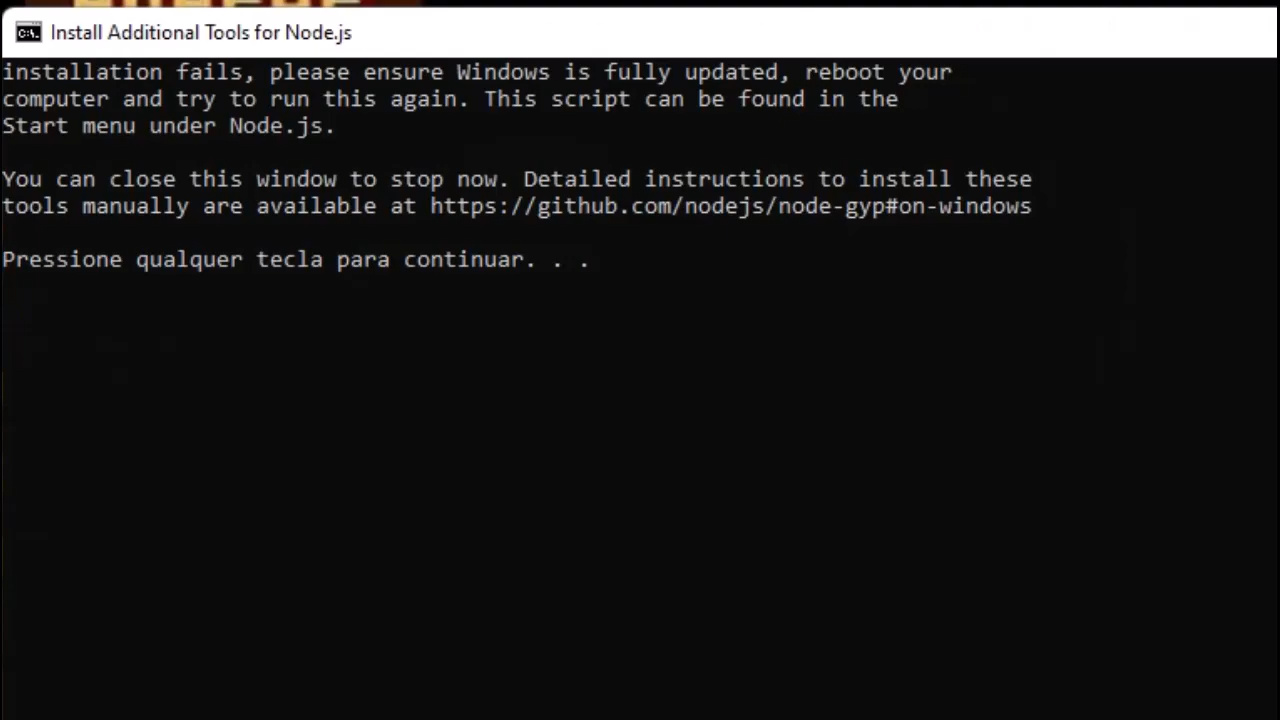 Install Additional Tools for Node.js
installation fails, please ensure Windows is fully updated, reboot your
computer and try to run this again. This script can be found in the
Start menu under Node.js.
You can close this window to stop now. Detailed instructions to install these
tools manually are available at https://github.com/nodejs/node-gyp#on-windows
Pressione qualquer tecla para continuar. . .